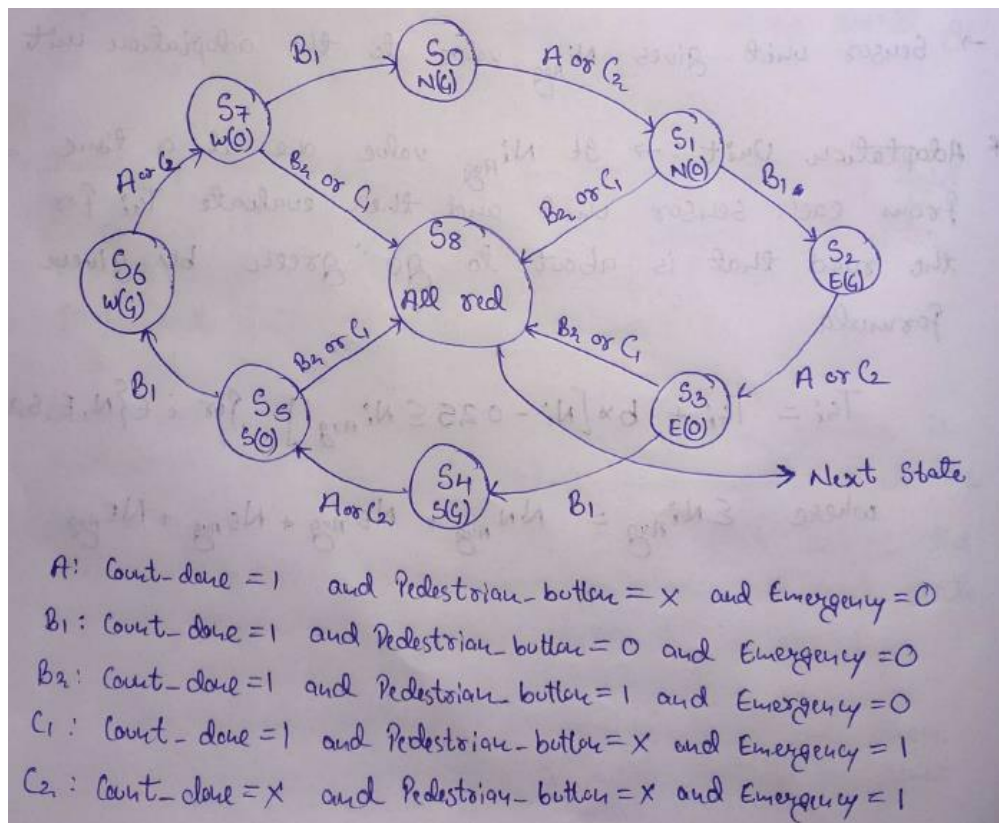 B1
S0
N(G)
A or C2
S7
W(O)
S1
N(O)
A or C2
B2 or C1
B2 or C1
B1
S8
All red
S2
E(G)
S6
W(G)
B2 or C1
B2 or C1
A or C2
B1
S5
S(O)
S3
E(O)
S4
S(G)
Next State
A or C2
B1
A: Count_done = 1 and Pedestrian_button = X and Emergency = 0
B1: Count_done = 1 and Pedestrian_button = 0 and Emergency = 0
B2: Count_done = 1 and Pedestrian_button = 1 and Emergency = 0
C1: Count_done = 1 and Pedestrian_button = X and Emergency = 1
C2: Count_done = X and Pedestrian_button = X and Emergency = 1